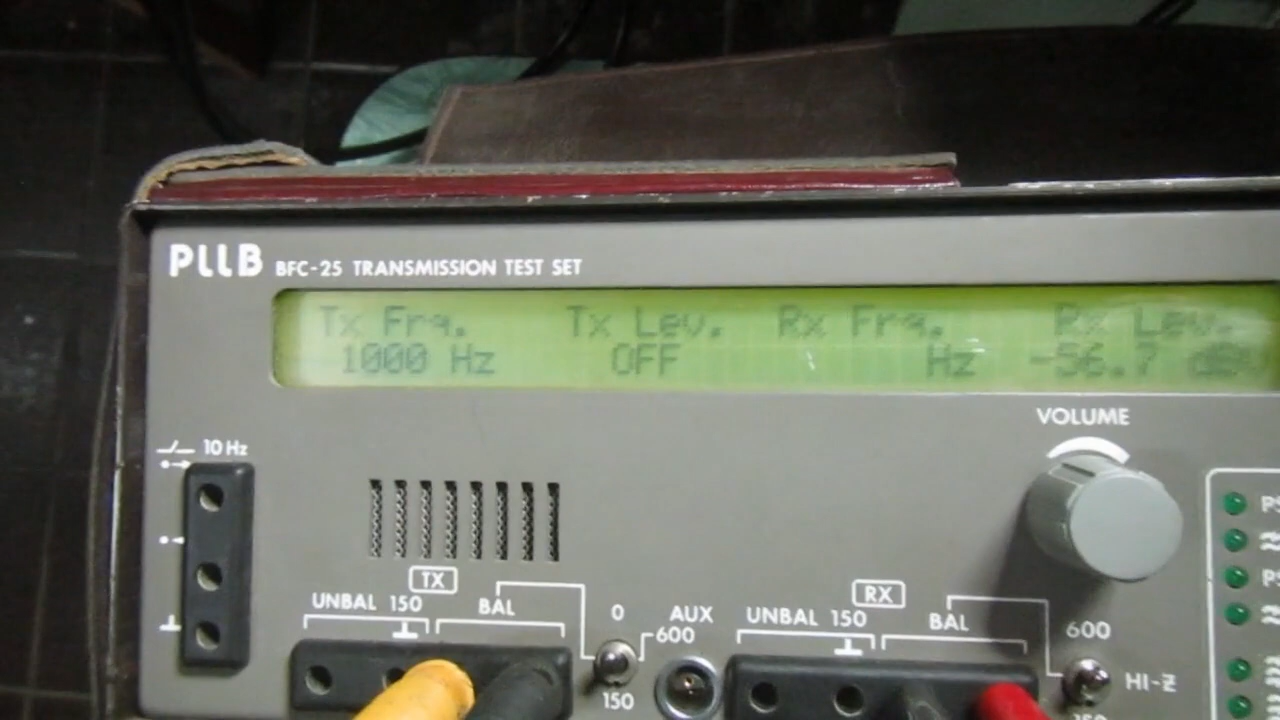 PLLB BFC-25 TRANSMISSION TEST SET
Tx Frq. Tx Lev. Rx Frq. Rx Lev.
1000 Hz OFF Hz -56.7
VOLUME
10 Hz
TX
RX
UNBAL 150 BAL
0
AUX
600
150
UNBAL 150 BAL
600
HI-Z